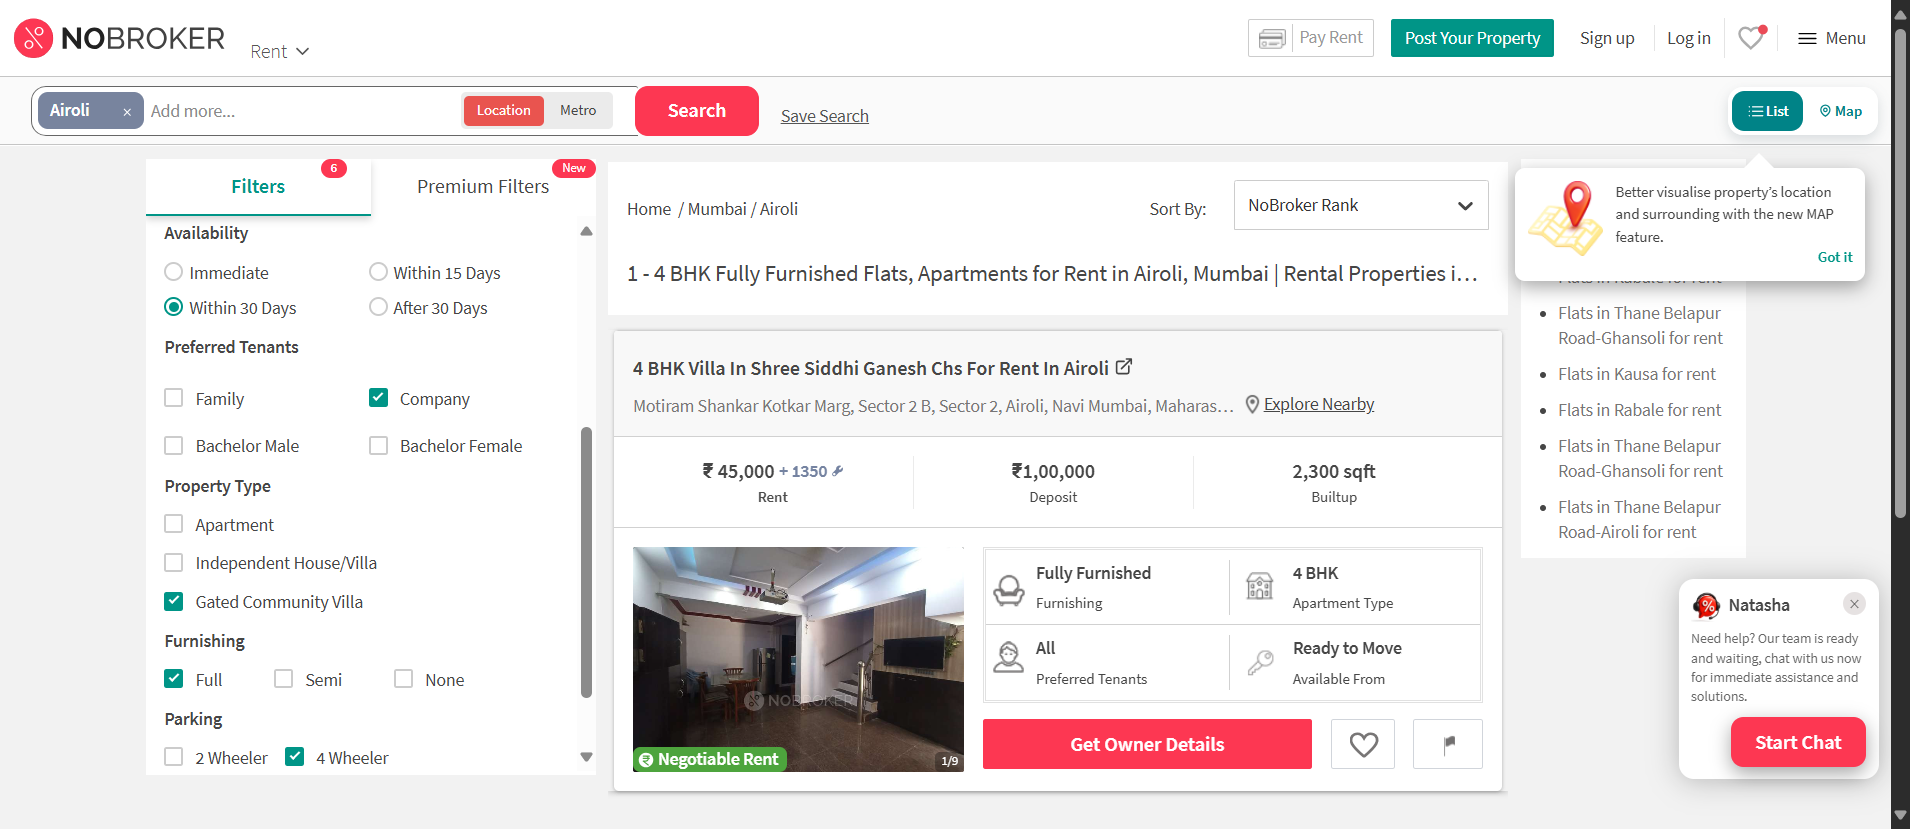 NOBROKER
Rent
Pay Rent
Post Your Property
Sign up
Log in
Menu
Airoli ×
Add more...
Location
Metro
Search
Save Search
List
Map
Filters
6
Premium Filters
New
Availability
Immediate
Within 15 Days
Within 30 Days
After 30 Days
Preferred Tenants
Family
Company
Bachelor Male
Bachelor Female
Property Type
Apartment
Independent House/Villa
Gated Community Villa
Furnishing
Full
Semi
None
Parking
2 Wheeler
4 Wheeler
Home / Mumbai / Airoli
Sort By:
NoBroker Rank
1 - 4 BHK Fully Furnished Flats, Apartments for Rent in Airoli, Mumbai | Rental Properties i...
4 BHK Villa In Shree Siddhi Ganesh Chs For Rent In Airoli
Motiram Shankar Kotkar Marg, Sector 2 B, Sector 2, Airoli, Navi Mumbai, Maharas...
Explore Nearby
₹ 45,000 + 1350
Rent
₹1,00,000
Deposit
2,300 sqft
Builtup
NOBROKER
Negotiable Rent
1/9
Fully Furnished
Furnishing
4 BHK
Apartment Type
All
Preferred Tenants
Ready to Move
Available From
Get Owner Details
Better visualise property's location
and surrounding with the new MAP
feature.
Got it
Flats in Rabale for rent
Flats in Thane Belapur
Road-Ghansoli for rent
Flats in Kausa for rent
Flats in Rabale for rent
Flats in Thane Belapur
Road-Ghansoli for rent
Flats in Thane Belapur
Road-Airoli for rent
Natasha
Need help? Our team is ready
and waiting, chat with us now
for immediate assistance and
solutions.
Start Chat